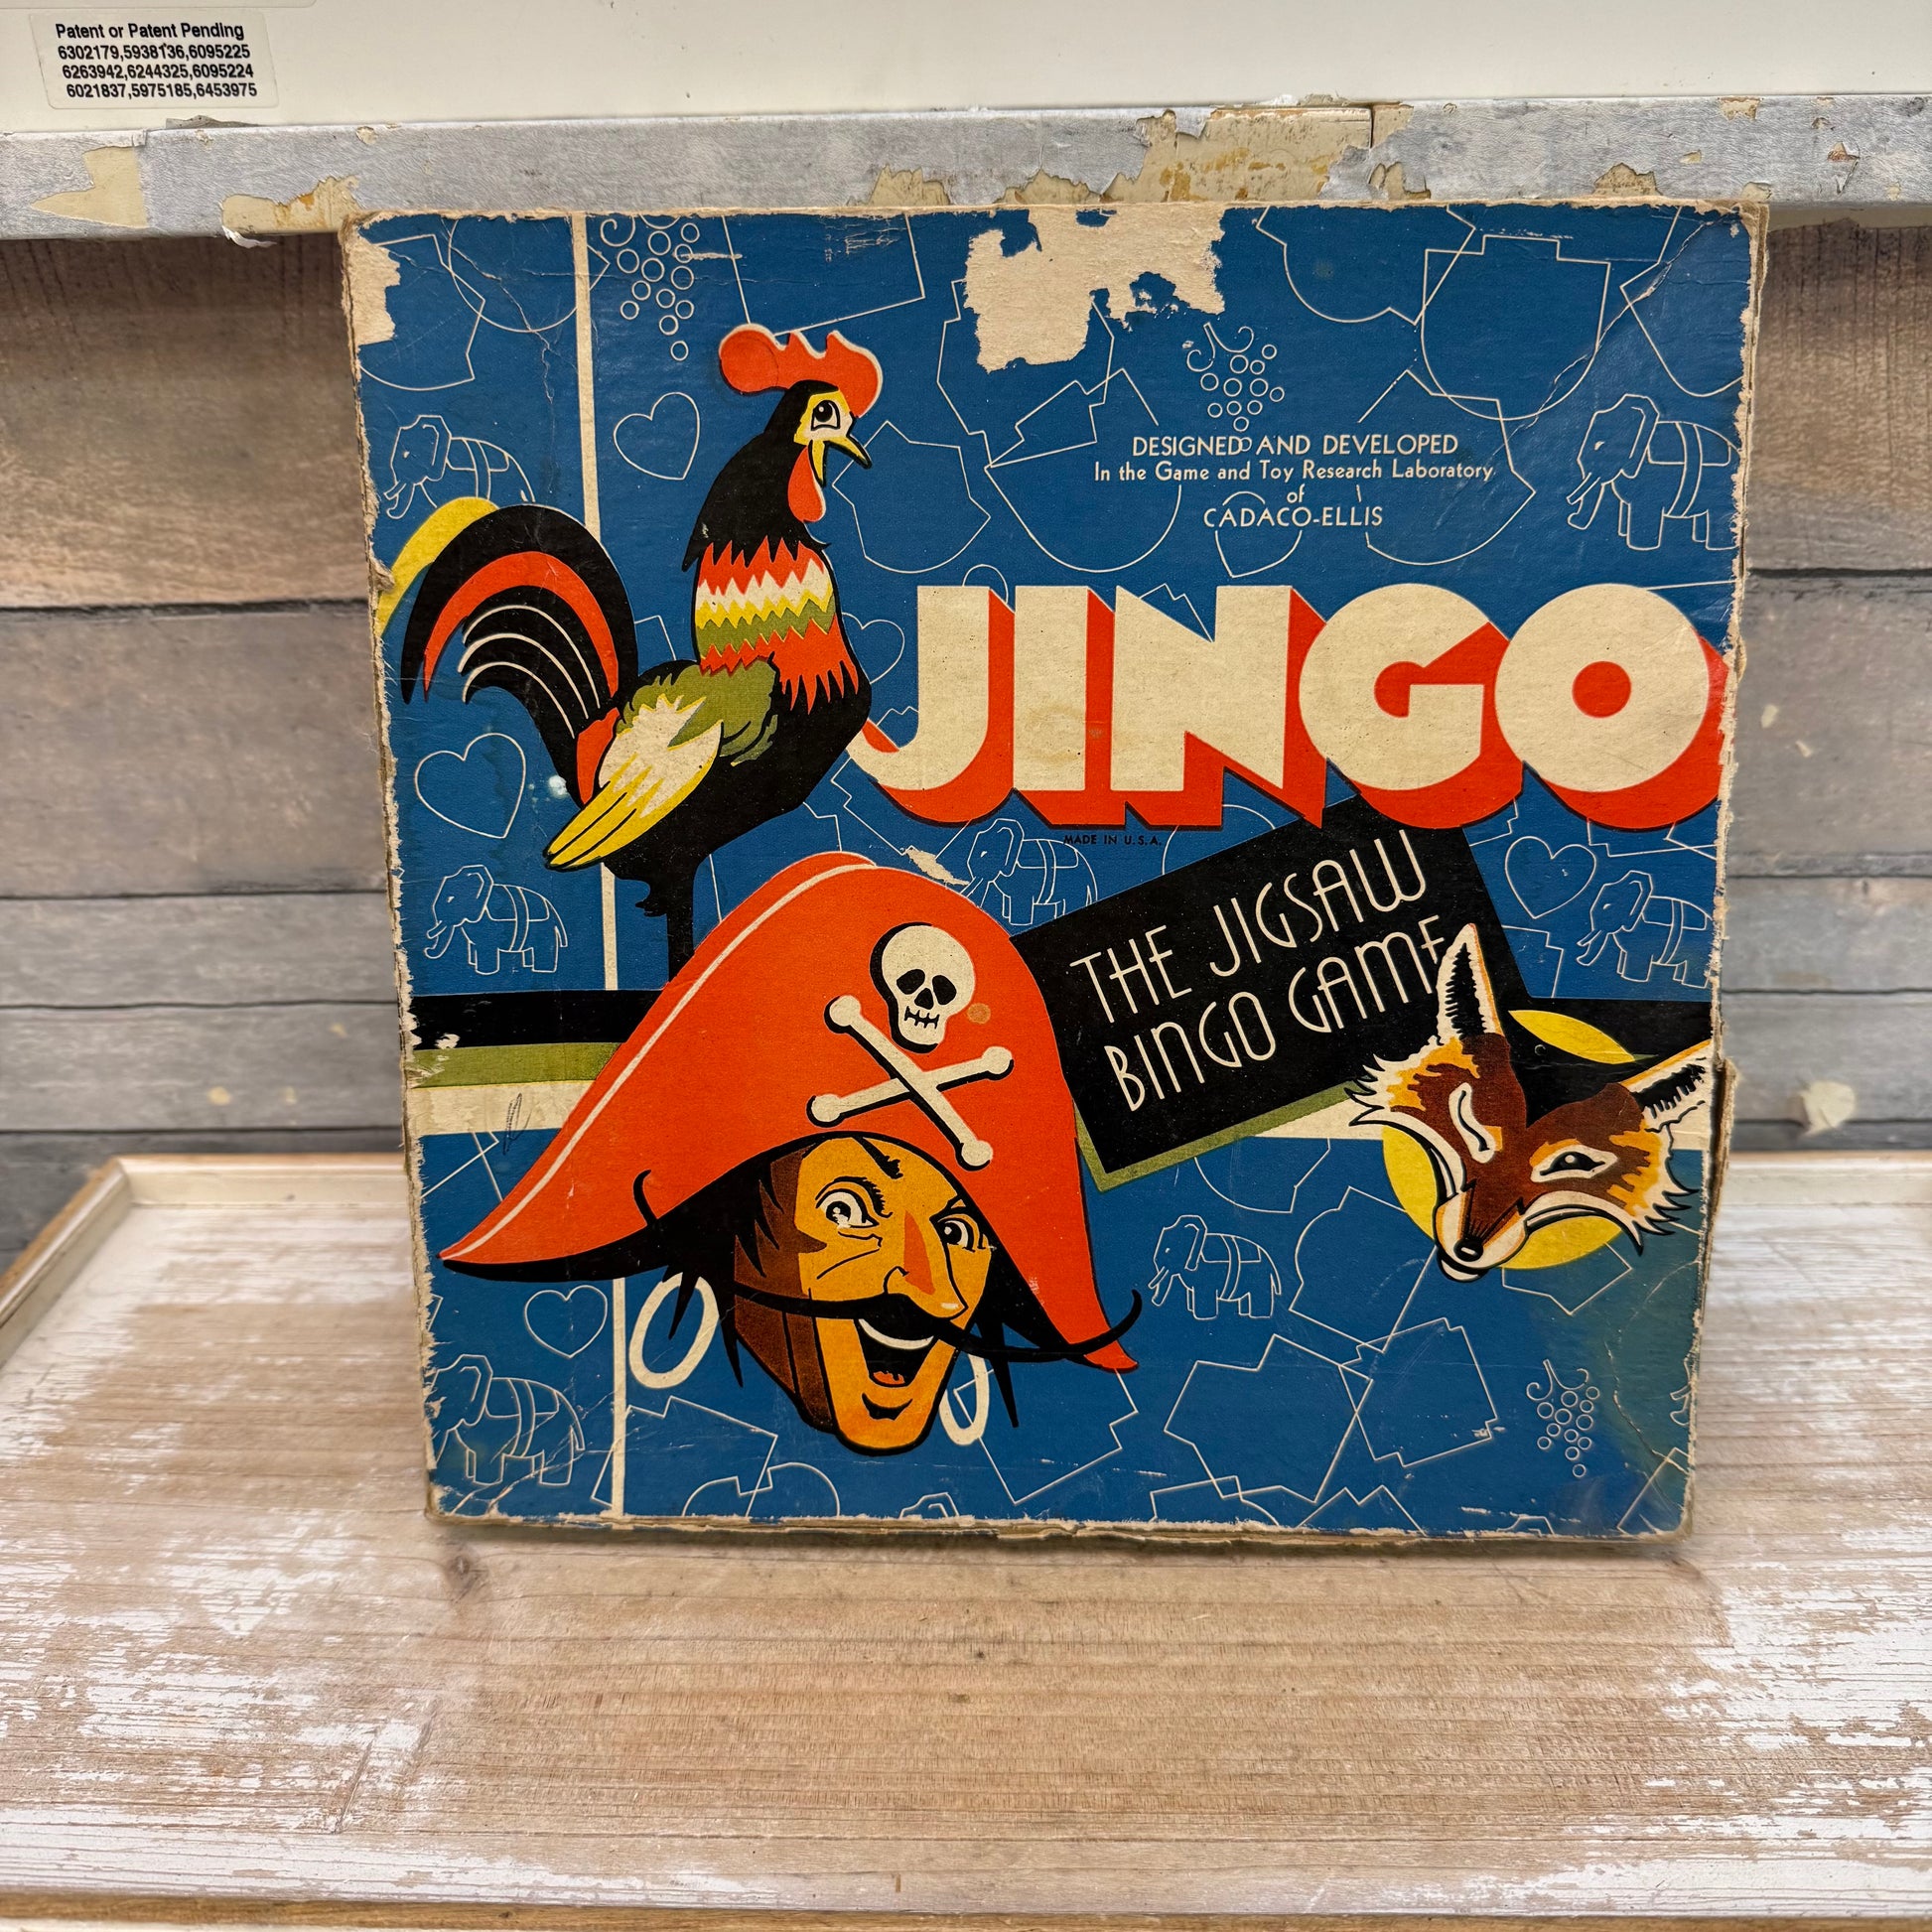 Patent or Patent Pending
6302179,5938136,6095225
6263942,6244325,6095224
6021837,5975185,6453975
DESIGNED AND DEVELOPED
In the Game and Toy Research Laboratory
of
CADACO-ELLIS
JINGO
MADE IN U.S.A.
THE JIGSAW
BINGO GAME